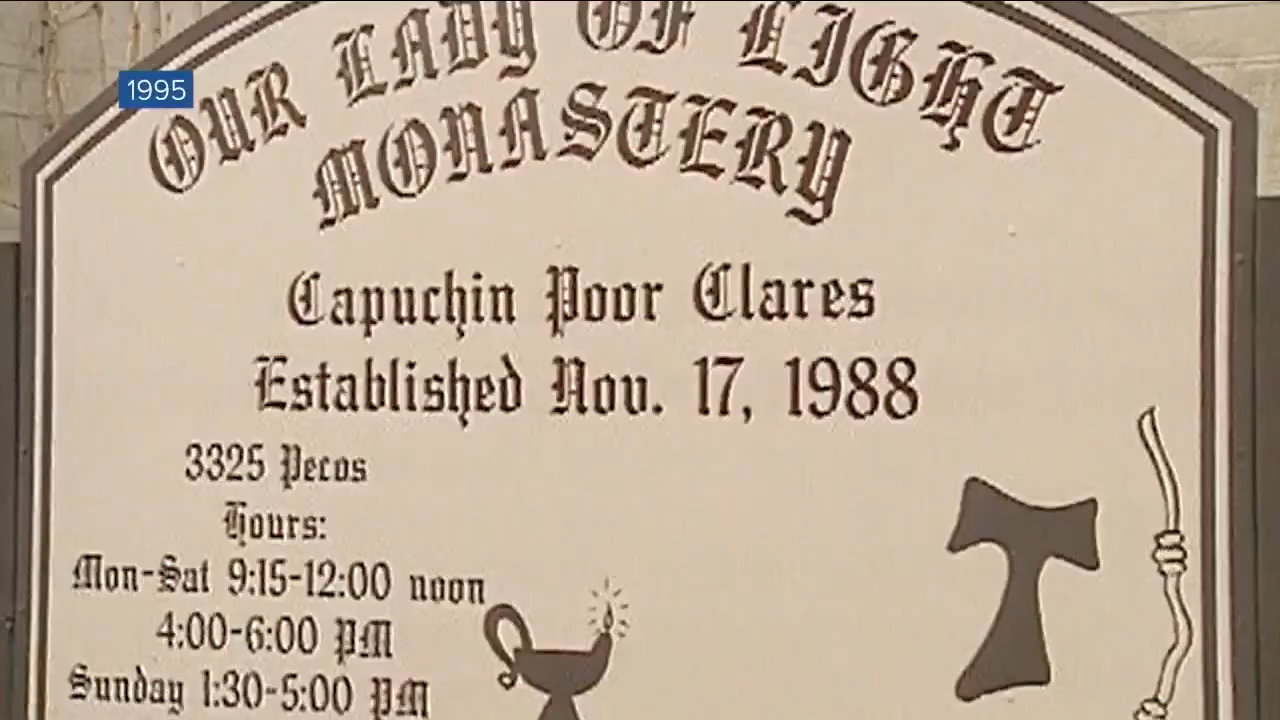 1995
OUR LADY OF LIGHT
MONASTERY
Capuchin Poor Clares
Established Nov. 17, 1988
3325 Pecos
Hours:
Mon-Sat 9:15-12:00 noon
4:00-6:00 PM
Sunday 1:30-5:00 PM